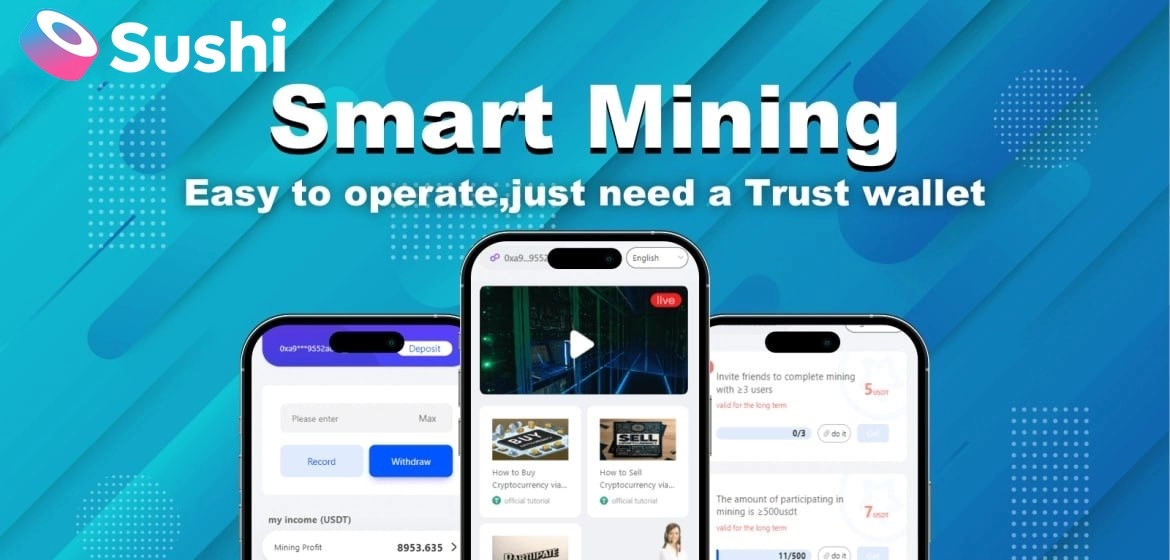 Sushi
Smart Mining
Easy to operate,just need a Trust wallet
0xa9***9552a
Deposit
Please enter
Max
Record
Withdraw
my income (USDT)
Mining Profit
8953.635
0xa9...9552
English
live
BUY
How to Buy
Cryptocurrency via...
official tutorial
SELL
How to Sell
Cryptocurrency via...
official tutorial
PARTICIPATE
Invite friends to complete mining
with ≥3 users
valid for the long term
5USDT
0/3
do it
The amount of participating in
mining is ≥500usdt
valid for the long term
7USDT
11/500
do it